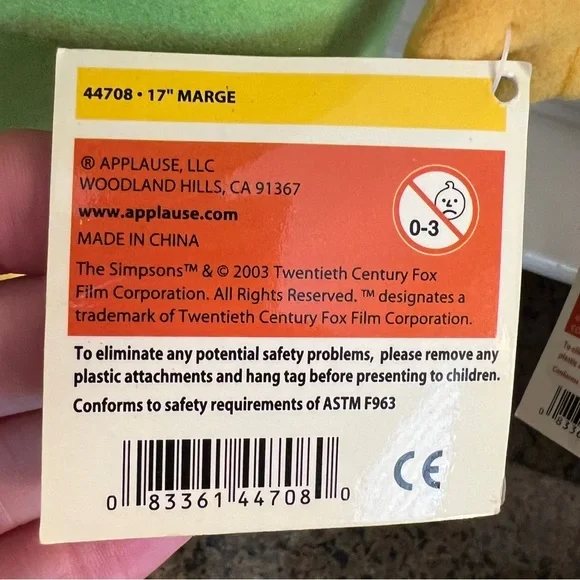 44708 • 17" MARGE
® APPLAUSE, LLC
WOODLAND HILLS, CA 91367
www.applause.com
MADE IN CHINA
0-3
The Simpsons™ & © 2003 Twentieth Century Fox
Film Corporation. All Rights Reserved. ™ designates a
trademark of Twentieth Century Fox Film Corporation.
To eliminate any potential safety problems, please remove any
plastic attachments and hang tag before presenting to children.
Conforms to safety requirements of ASTM F963
0 83361 44708 0
CE